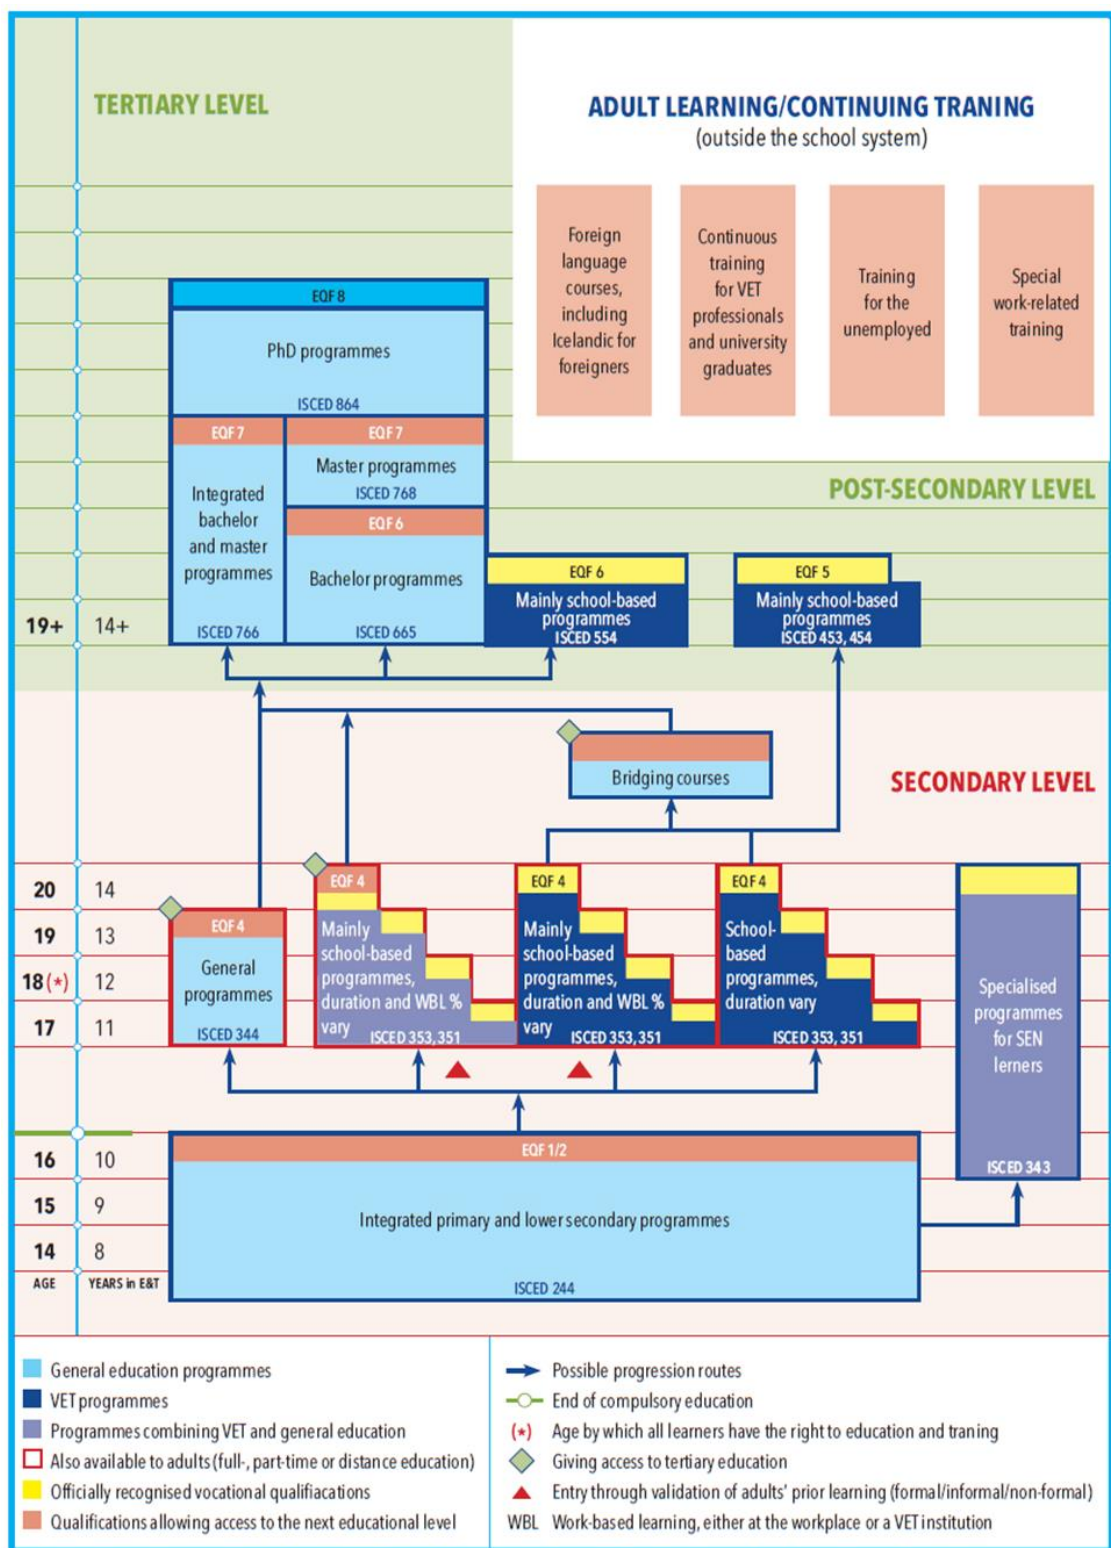 TERTIARY LEVEL
ADULT LEARNING/CONTINUING TRANING
(outside the school system)
Foreign
language
courses,
including
Icelandic for
foreigners
Continuous
training
for VET
professionals
and university
graduates
Training
for the
unemployed
Special
work-related
training
EQF 8
PhD programmes
ISCED 864
EQF 7
Integrated
bachelor
and master
programmes
ISCED 766
EQF 7
Master programmes
ISCED 768
EQF 6
Bachelor programmes
ISCED 665
POST-SECONDARY LEVEL
EQF 6
Mainly school-based
programmes
ISCED 554
EQF 5
Mainly school-based
programmes
ISCED 453, 454
19+ 14+
Bridging courses
SECONDARY LEVEL
20 14
19 13
18 (*) 12
17 11
EQF 4
General
programmes
ISCED 344
EQF 4
Mainly
school-based
programmes,
duration and WBL %
vary
ISCED 353, 351
EQF 4
Mainly
school-based
programmes,
duration and WBL %
vary
ISCED 353, 351
EQF 4
School-
based
programmes,
duration vary
ISCED 353, 351
Specialised
programmes
for SEN
lerners
ISCED 343
16 10
15 9
14 8
AGE YEARS in E&T
EQF 1/2
Integrated primary and lower secondary programmes
ISCED 244
General education programmes
VET programmes
Programmes combining VET and general education
Also available to adults (full-, part-time or distance education)
Officially recognised vocational qualifiacations
Qualifications allowing access to the next educational level
Possible progression routes
End of compulsory education
(*) Age by which all learners have the right to education and traning
Giving access to tertiary education
Entry through validation of adults' prior learning (formal/informal/non-formal)
WBL Work-based learning, either at the workplace or a VET institution